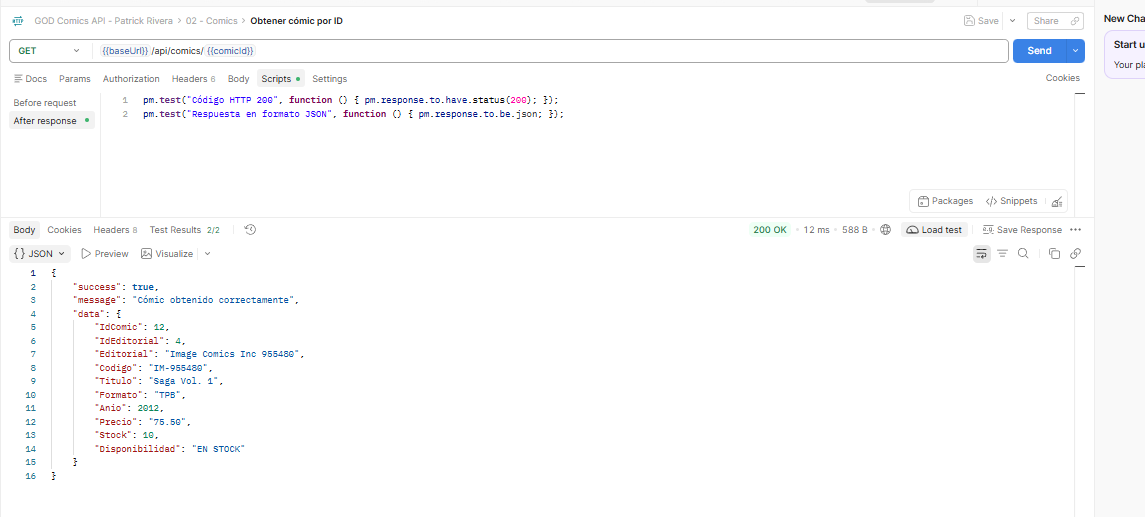 HTTP GOD Comics API - Patrick Rivera > 02 - Comics > Obtener cómic por ID
Save Share
New Cha
GET {{baseUrl}} /api/comics/ {{comicId}} Send
Start u
Your pla
Docs Params Authorization Headers 6 Body Scripts Settings Cookies
Before request
After response
1 pm.test("Código HTTP 200", function () { pm.response.to.have.status(200); });
2 pm.test("Respuesta en formato JSON", function () { pm.response.to.be.json; });
Packages </> Snippets
Body Cookies Headers 8 Test Results 2/2 200 OK • 12 ms • 588 B • Load test Save Response
{} JSON Preview Visualize
1 {
2 "success": true,
3 "message": "Cómic obtenido correctamente",
4 "data": {
5 "IdComic": 12,
6 "IdEditorial": 4,
7 "Editorial": "Image Comics Inc 955480",
8 "Codigo": "IM-955480",
9 "Titulo": "Saga Vol. 1",
10 "Formato": "TPB",
11 "Anio": 2012,
12 "Precio": "75.50",
13 "Stock": 10,
14 "Disponibilidad": "EN STOCK"
15 }
16 }